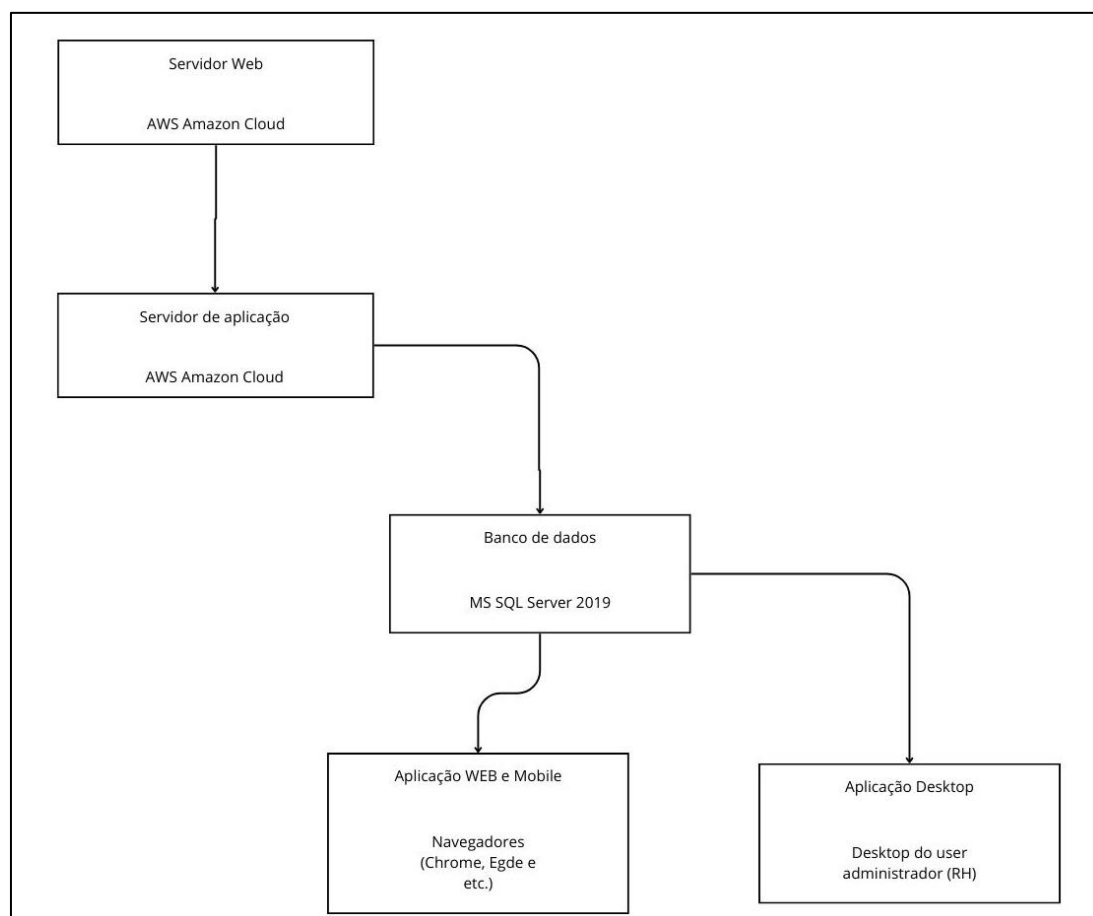 Servidor Web
AWS Amazon Cloud
Servidor de aplicação
AWS Amazon Cloud
Banco de dados
MS SQL Server 2019
Aplicação WEB e Mobile
Navegadores
(Chrome, Egde e
etc.)
Aplicação Desktop
Desktop do user
administrador (RH)